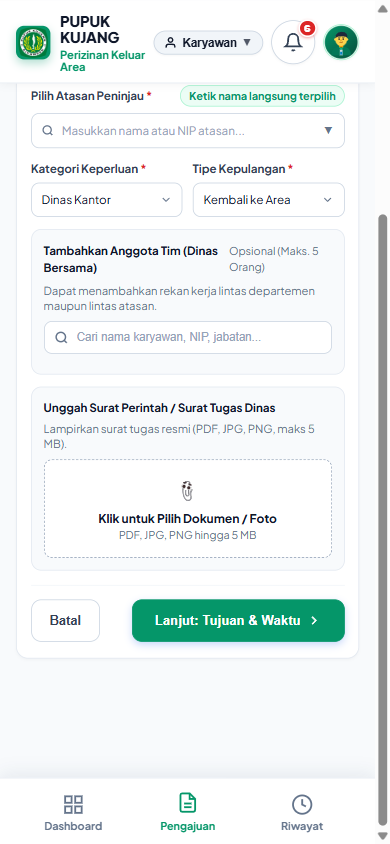 PUPUK
KUJANG
Perizinan Keluar
Area
Karyawan ▼
6
Pilih Atasan Peninjau *
Ketik nama langsung terpilih
Masukkan nama atau NIP atasan... ▼
Kategori Keperluan *
Tipe Kepulangan *
Dinas Kantor
Kembali ke Area
Tambahkan Anggota Tim (Dinas
Bersama)
Opsional (Maks. 5
Orang)
Dapat menambahkan rekan kerja lintas departemen
maupun lintas atasan.
Cari nama karyawan, NIP, jabatan...
Unggah Surat Perintah / Surat Tugas Dinas
Lampirkan surat tugas resmi (PDF, JPG, PNG, maks 5
MB).
Klik untuk Pilih Dokumen / Foto
PDF, JPG, PNG hingga 5 MB
Batal
Lanjut: Tujuan & Waktu
Dashboard
Pengajuan
Riwayat